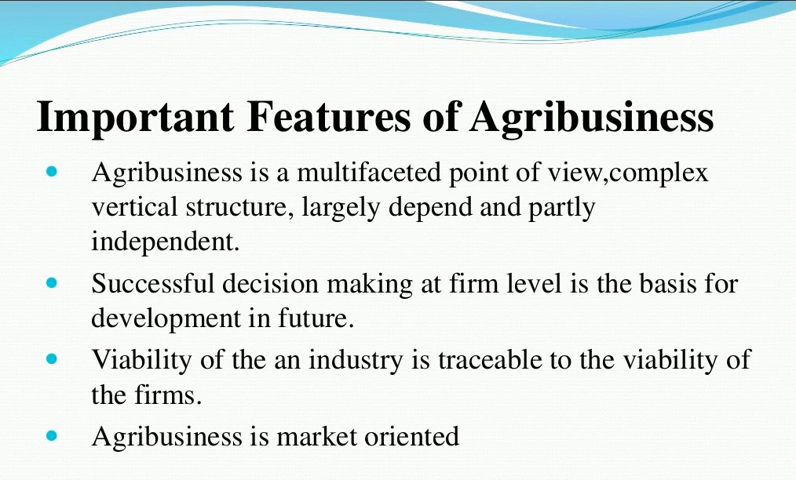 Important Features of Agribusiness
• Agribusiness is a multifaceted point of view,complex
vertical structure, largely depend and partly
independent.
• Successful decision making at firm level is the basis for
development in future.
• Viability of the an industry is traceable to the viability of
the firms.
• Agribusiness is market oriented